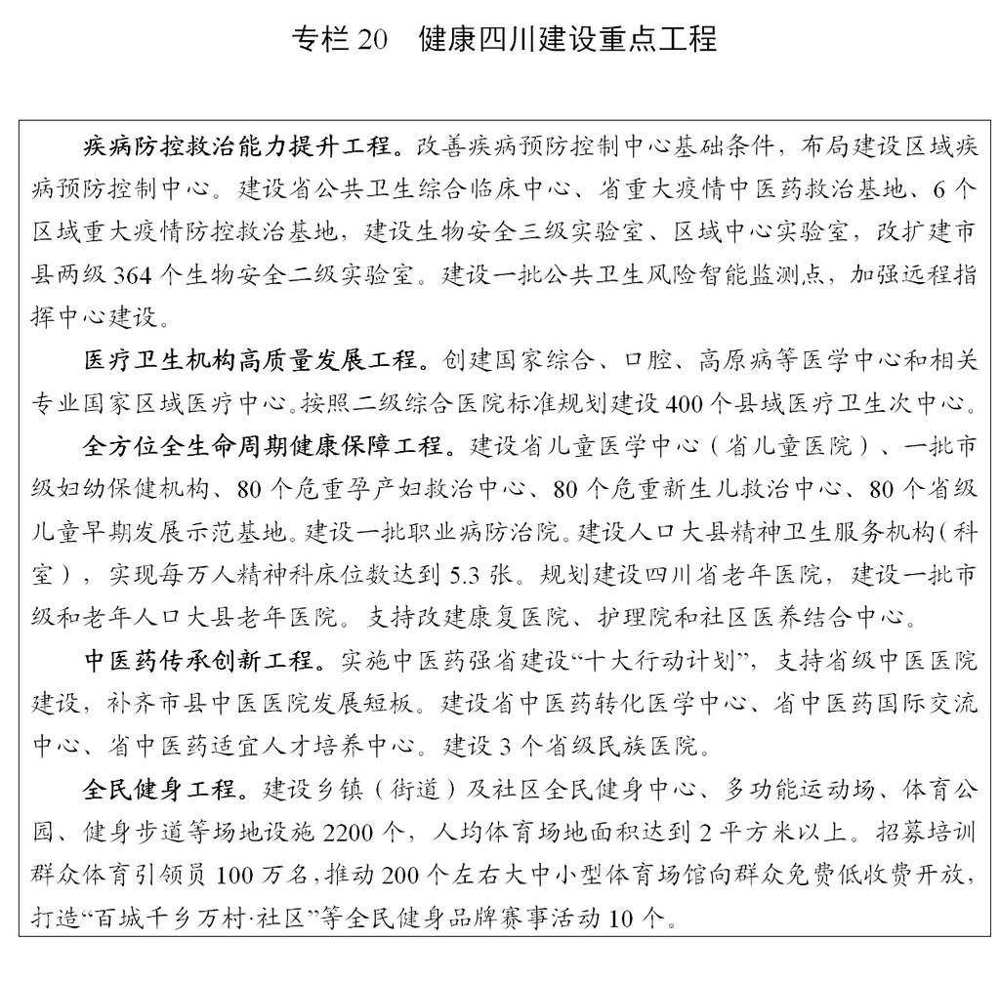 专栏 20　健康四川建设重点工程
疾病防控救治能力提升工程。改善疾病预防控制中心基础条件，布局建设区域疾
病预防控制中心。建设省公共卫生综合临床中心、省重大疫情中医药救治基地、6 个
区域重大疫情防控救治基地，建设生物安全三级实验室、区域中心实验室，改扩建市
县两级 364 个生物安全二级实验室。建设一批公共卫生风险智能监测点，加强远程指
挥中心建设。
医疗卫生机构高质量发展工程。创建国家综合、口腔、高原病等医学中心和相关
专业国家区域医疗中心。按照二级综合医院标准规划建设 400 个县域医疗卫生次中心。
全方位全生命周期健康保障工程。建设省儿童医学中心（省儿童医院）、一批市
级妇幼保健机构、80 个危重孕产妇救治中心、80 个危重新生儿救治中心、80 个省级
儿童早期发展示范基地。建设一批职业病防治院。建设人口大县精神卫生服务机构（科
室），实现每万人精神科床位数达到 5.3 张。规划建设四川省老年医院，建设一批市
级和老年人口大县老年医院。支持改建康复医院、护理院和社区医养结合中心。
中医药传承创新工程。实施中医药强省建设“十大行动计划”，支持省级中医医院
建设，补齐市县中医医院发展短板。建设省中医药转化医学中心、省中医药国际交流
中心、省中医药适宜人才培养中心。建设 3 个省级民族医院。
全民健身工程。建设乡镇（街道）及社区全民健身中心、多功能运动场、体育公
园、健身步道等场地设施 2200 个，人均体育场地面积达到 2 平方米以上。招募培训
群众体育引领员 100 万名，推动 200 个左右大中小型体育场馆向群众免费低收费开放，
打造“百城千乡万村·社区”等全民健身品牌赛事活动 10 个。